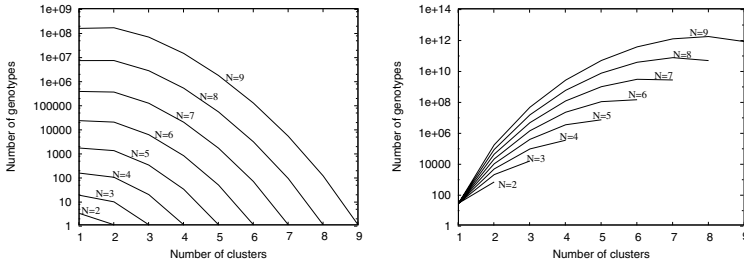 Number of genotypes
1e+09
1e+08
1e+07
1e+06
100000
10000
1000
100
10
1
N=9
N=8
N=7
N=6
N=5
N=4
N=3
N=2
1 2 3 4 5 6 7 8 9
Number of clusters
Number of genotypes
1e+14
1e+12
1e+10
1e+08
1e+06
10000
100
1
N=9
N=8
N=7
N=6
N=5
N=4
N=3
N=2
1 2 3 4 5 6 7 8 9
Number of clusters